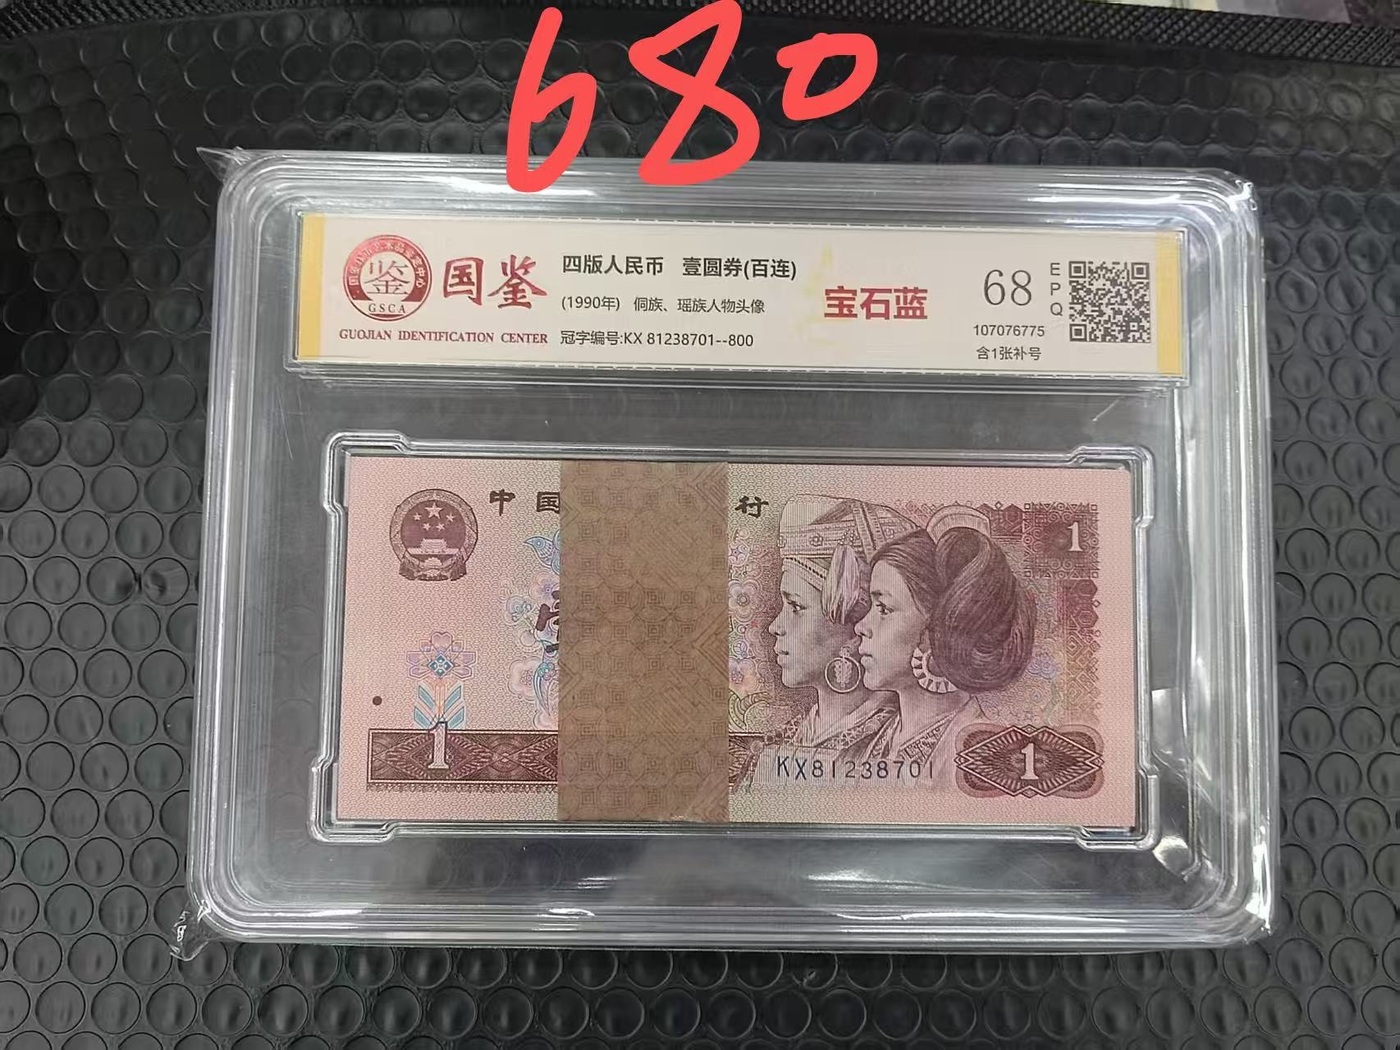 680
国鉴
GSCA
GUOJIAN IDENTIFICATION CENTER
四版人民币 壹圆券(百连)
(1990年) 侗族、瑶族人物头像
冠字编号:KX 81238701--800
宝石蓝
68
EPQ
107076775
含1张补号
中国
行
1
1
KX81238701
1